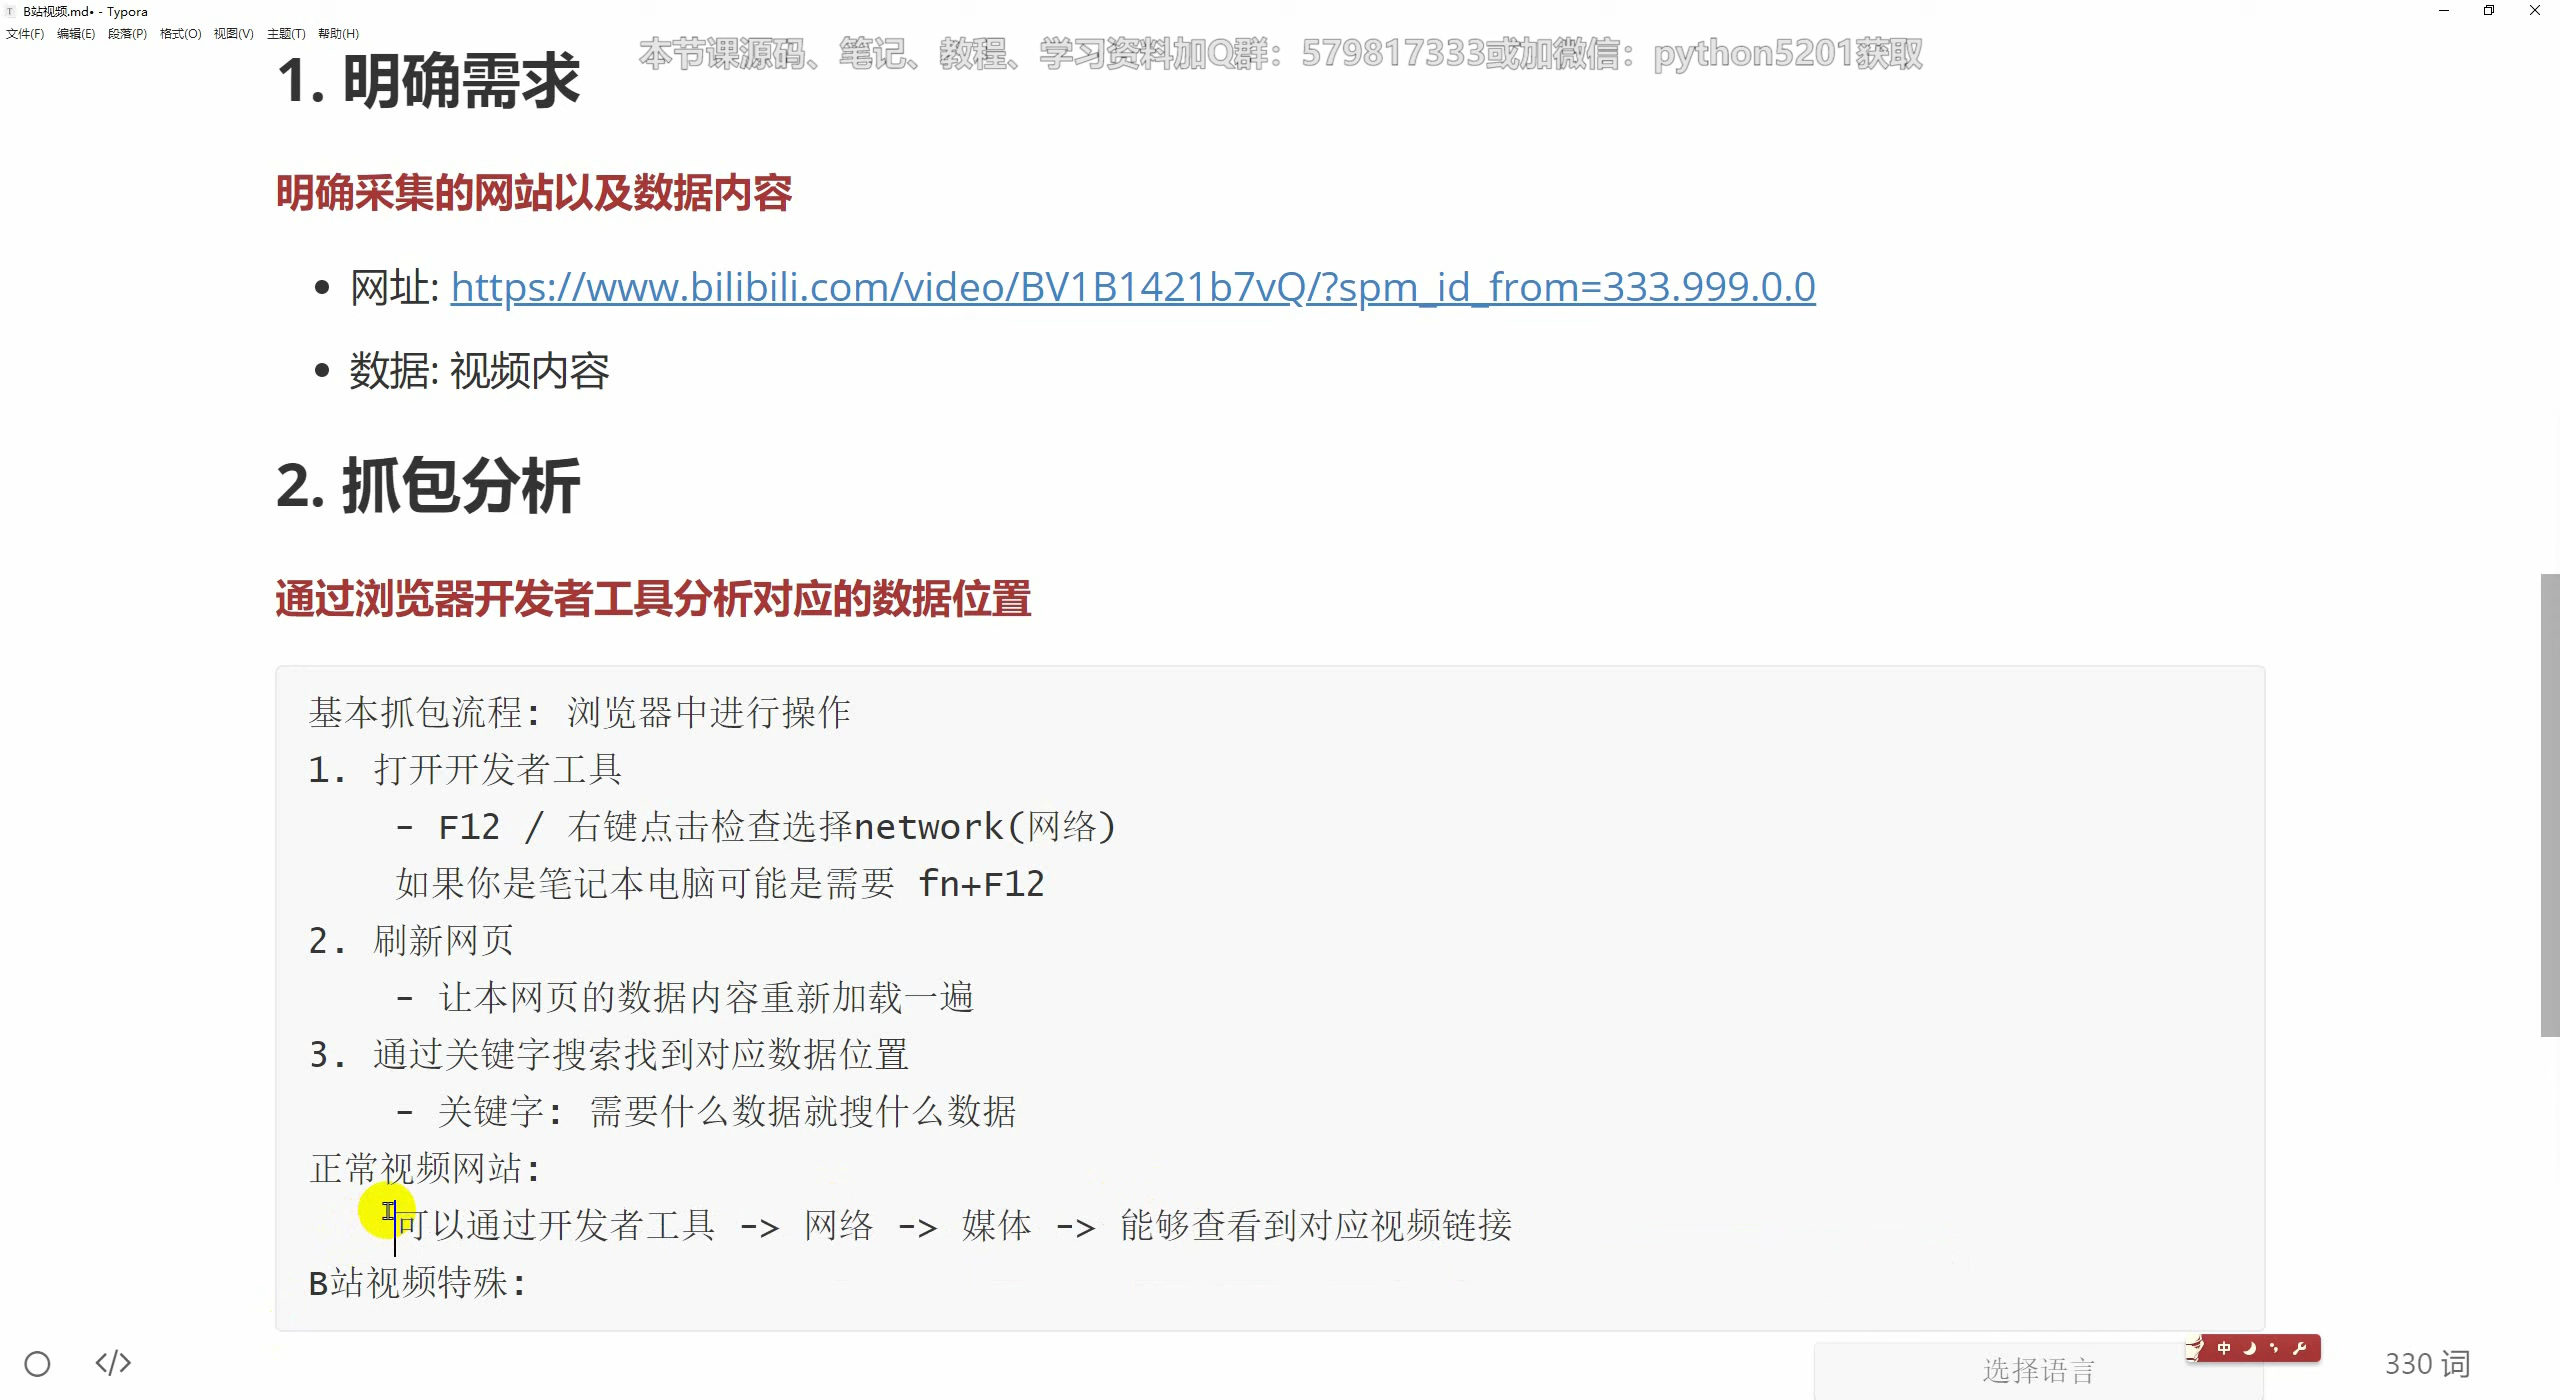 B站视频.md• - Typora
文件(F) 编辑(E) 段落(P) 格式(O) 视图(V) 主题(T) 帮助(H)
本节课源码、笔记、教程、学习资料加Q群：579817333或加微信：python5201获取
1. 明确需求
明确采集的网站以及数据内容
• 网址: https://www.bilibili.com/video/BV1B1421b7vQ/?spm_id_from=333.999.0.0
• 数据: 视频内容
2. 抓包分析
通过浏览器开发者工具分析对应的数据位置
基本抓包流程: 浏览器中进行操作
1. 打开开发者工具
- F12 / 右键点击检查选择network(网络)
如果你是笔记本电脑可能是需要 fn+F12
2. 刷新网页
- 让本网页的数据内容重新加载一遍
3. 通过关键字搜索找到对应数据位置
- 关键字: 需要什么数据就搜什么数据
正常视频网站:
可以通过开发者工具 -> 网络 -> 媒体 -> 能够查看到对应视频链接
B站视频特殊:
选择语言
中
330 词